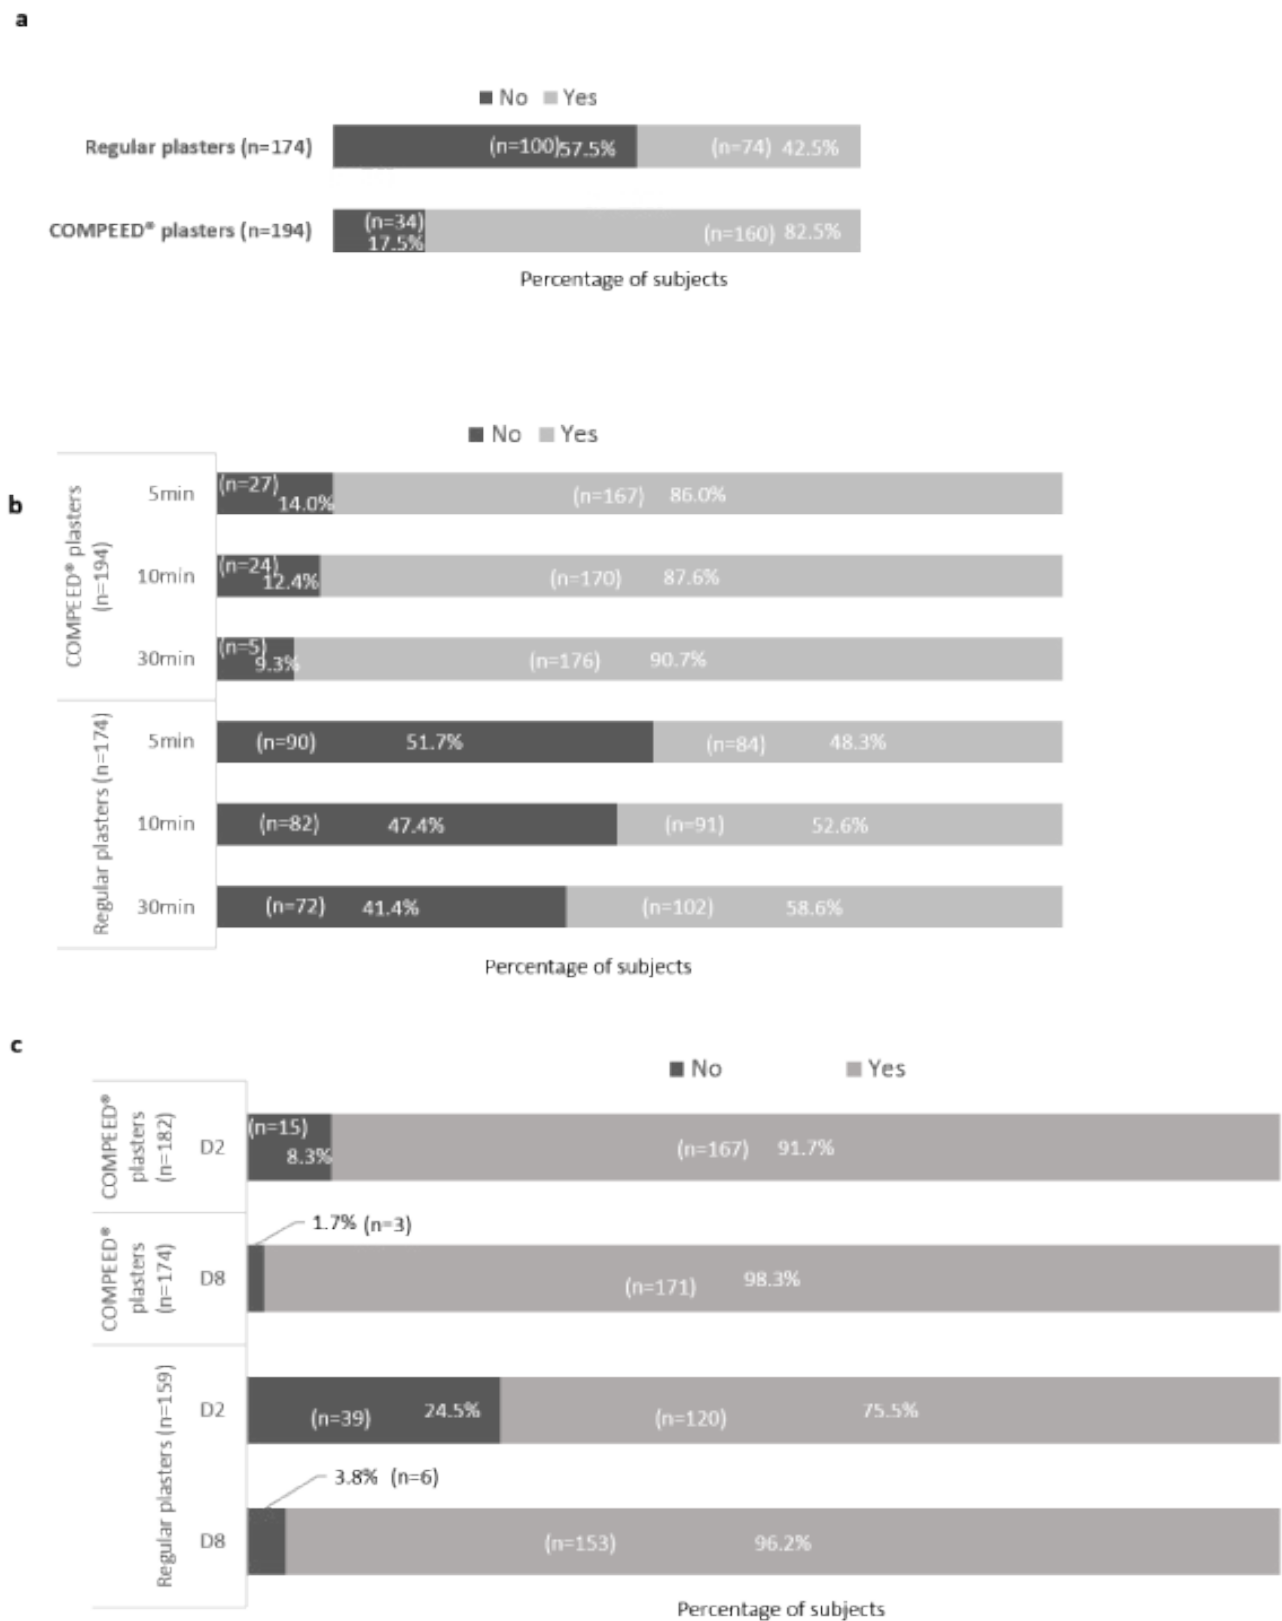 a
No Yes
Regular plasters (n=174) (n=100) 57.5% (n=74) 42.5%
COMPEED® plasters (n=194) (n=34) 17.5% (n=160) 82.5%
Percentage of subjects
b
No Yes
COMPEED® plasters
(n=194)
5min (n=27) 14.0% (n=167) 86.0%
10min (n=24) 12.4% (n=170) 87.6%
30min (n=5) 9.3% (n=176) 90.7%
Regular plasters (n=174)
5min (n=90) 51.7% (n=84) 48.3%
10min (n=82) 47.4% (n=91) 52.6%
30min (n=72) 41.4% (n=102) 58.6%
Percentage of subjects
c
No Yes
COMPEED®
plasters
(n=182)
D2 (n=15) 8.3% (n=167) 91.7%
COMPEED®
plasters
(n=174)
1.7% (n=3)
D8 (n=171) 98.3%
Regular plasters (n=159)
D2 (n=39) 24.5% (n=120) 75.5%
3.8% (n=6)
D8 (n=153) 96.2%
Percentage of subjects